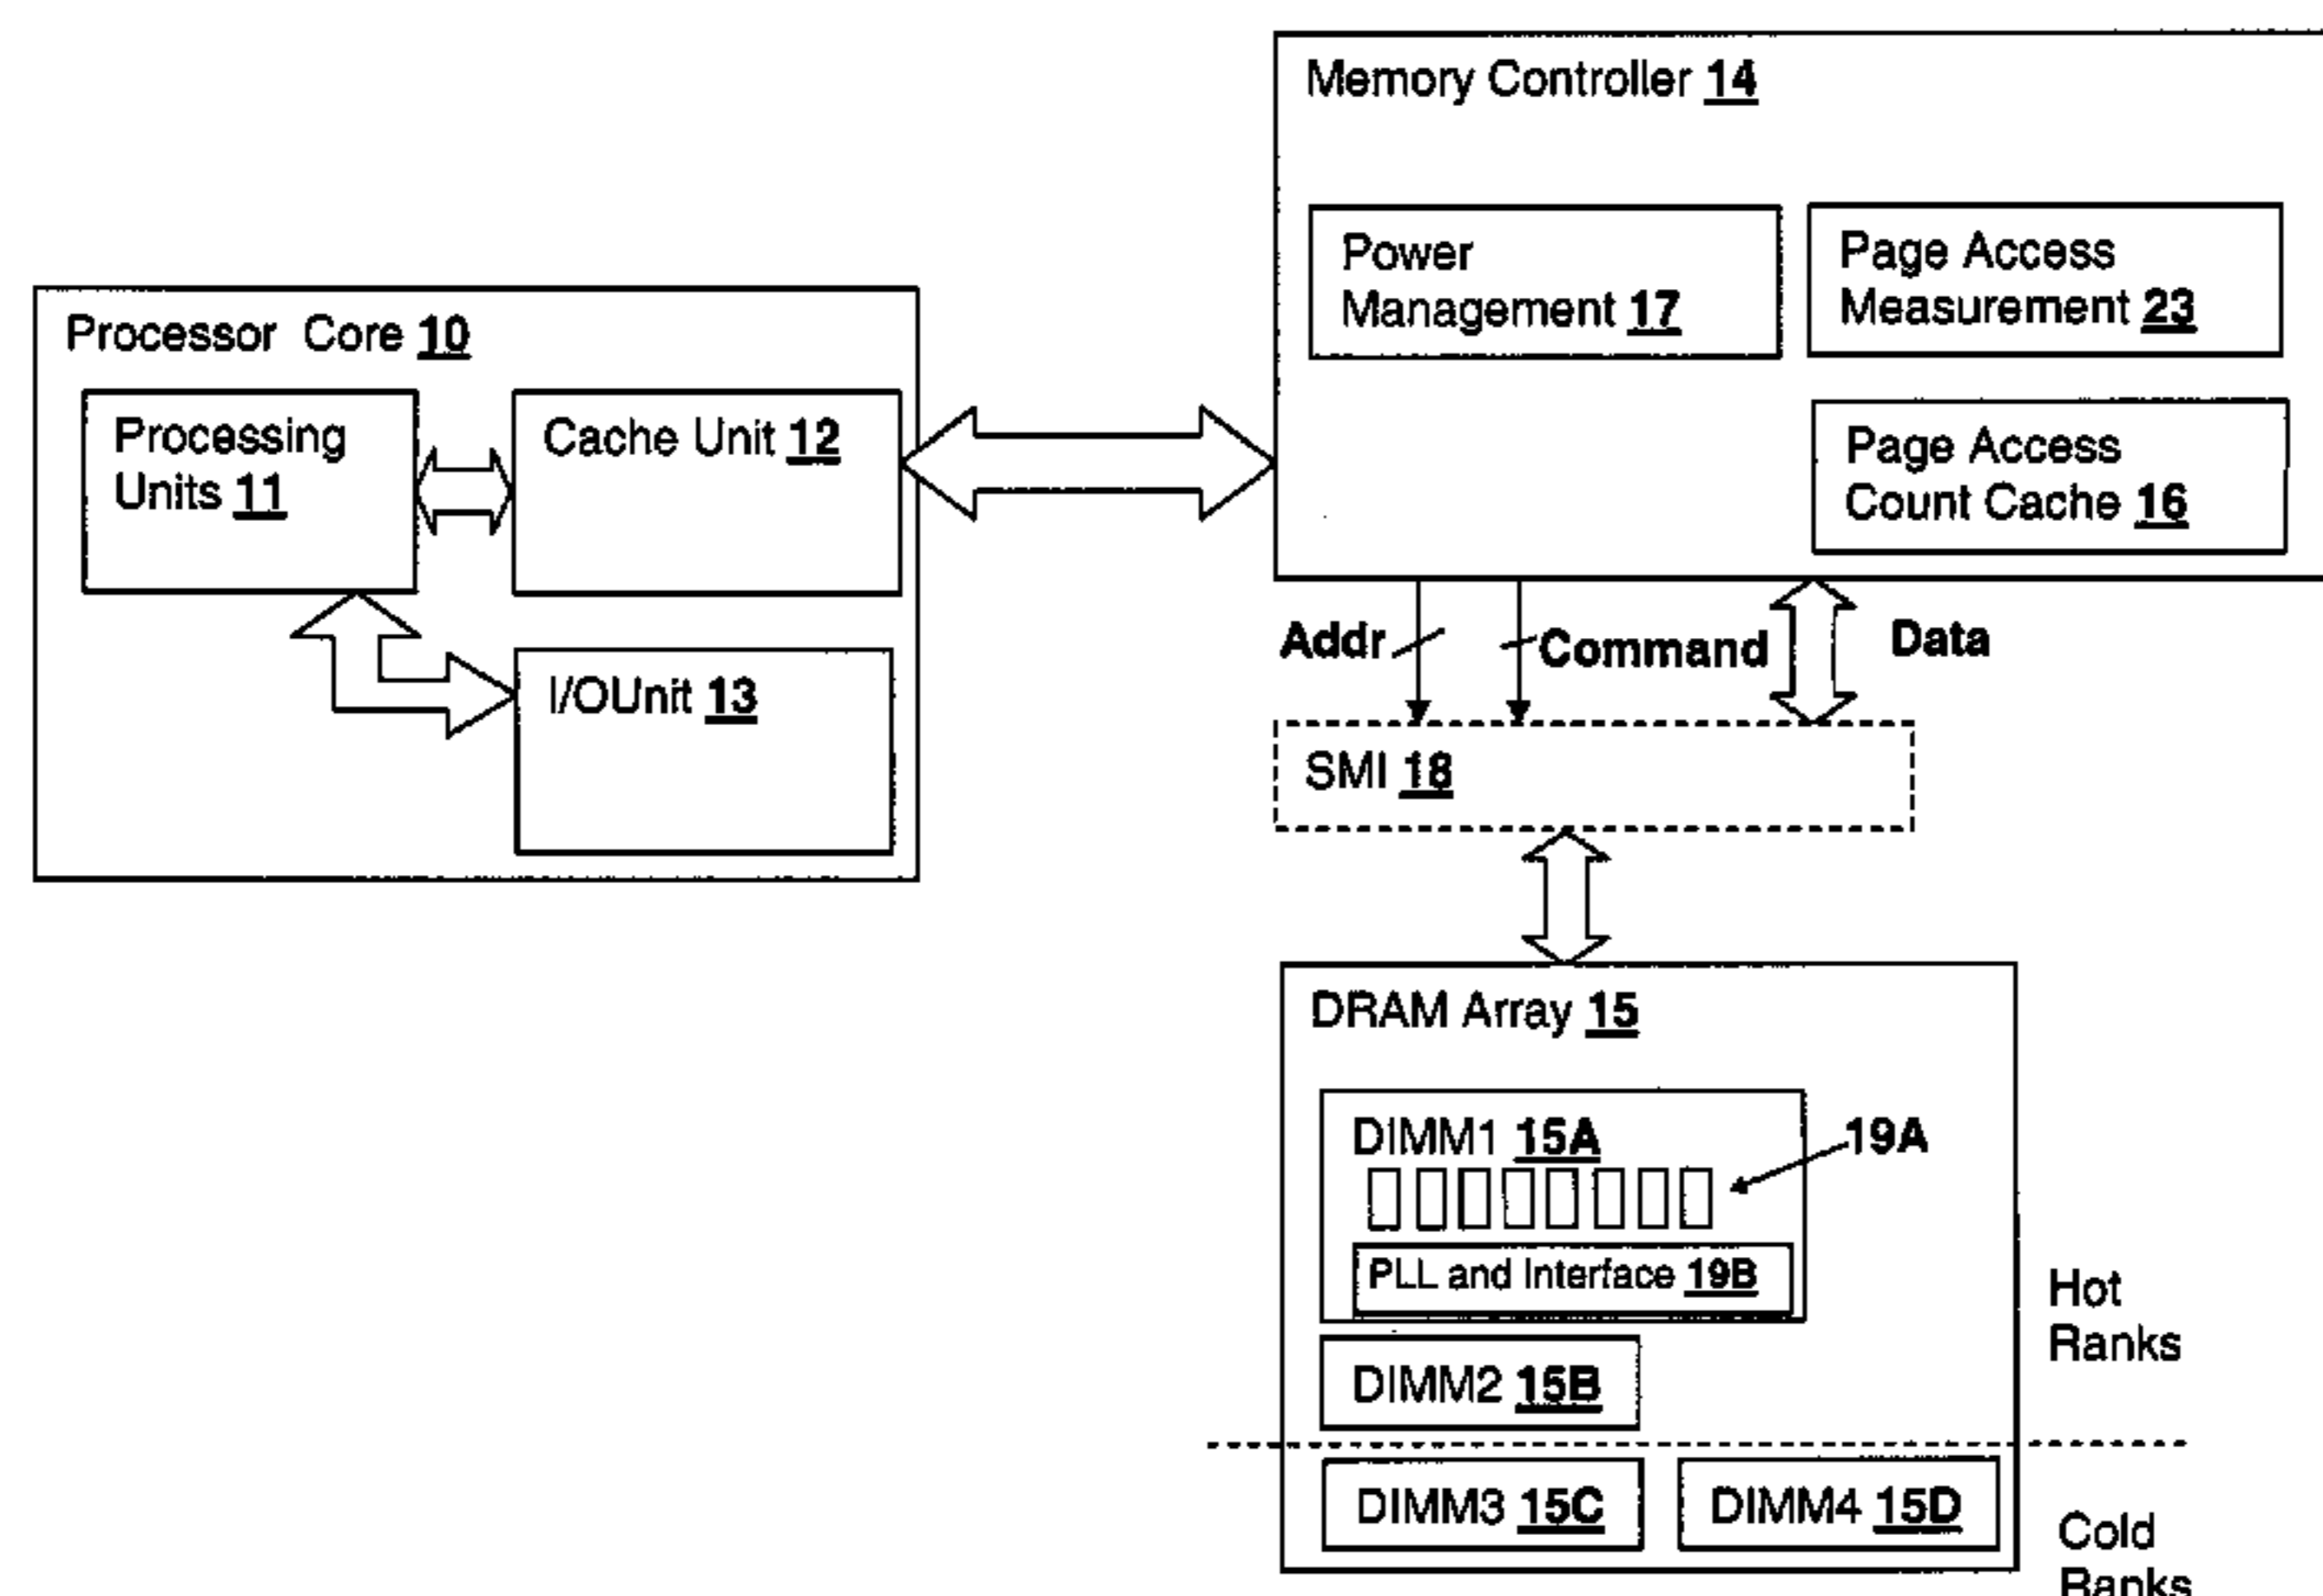 Memory Controller 14
Power
Management 17
Page Access
Measurement 23
Page Access
Count Cache 16
Processor Core 10
Processing
Units 11
Cache Unit 12
I/OUnit 13
Addr
Command
Data
SMI 18
DRAM Array 15
DIMM1 15A
19A
PLL and Interface 19B
DIMM2 15B
Hot
Ranks
DIMM3 15C
DIMM4 15D
Cold
Ranks